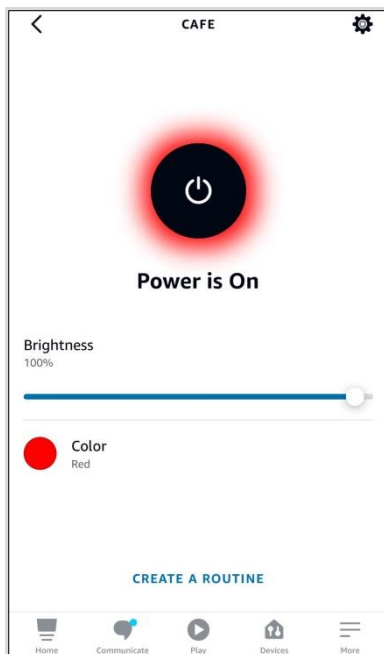 CAFE
Power is On
Brightness
100%
Color
Red
CREATE A ROUTINE
Home Communicate Play Devices More